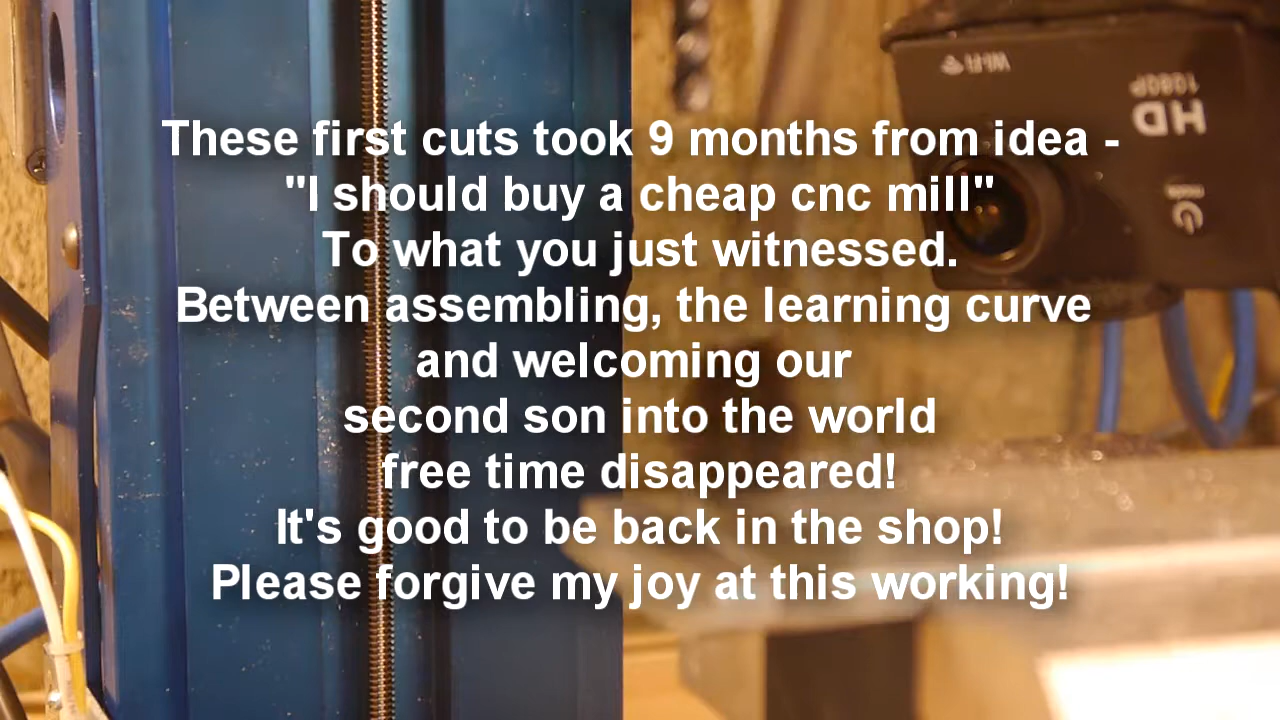 These first cuts took 9 months from idea -
"I should buy a cheap cnc mill"
To what you just witnessed.
Between assembling, the learning curve
and welcoming our
second son into the world
free time disappeared!
It's good to be back in the shop!
Please forgive my joy at this working!
WI-FI
HD
1080P